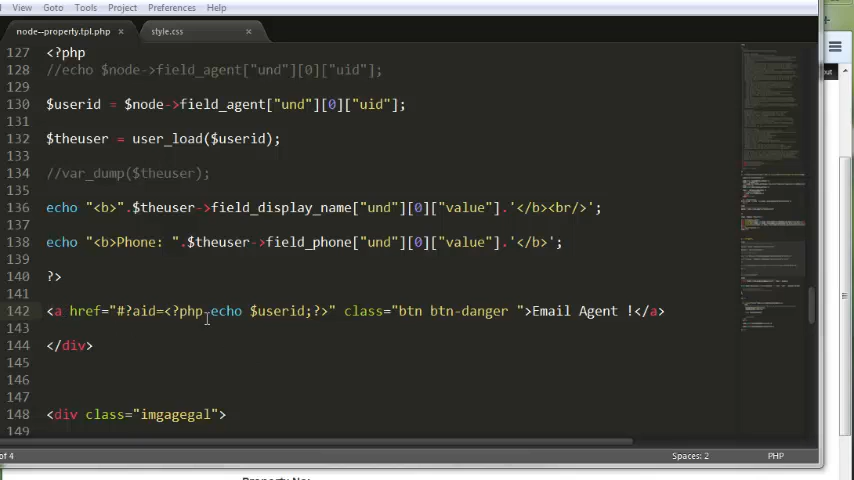 View Goto Tools Project Preferences Help
node--property.tpl.php × style.css ×
127 <?php
128 //echo $node->field_agent["und"][0]["uid"];
129
130 $userid = $node->field_agent["und"][0]["uid"];
131
132 $theuser = user_load($userid);
133
134 //var_dump($theuser);
135
136 echo "<b>".$theuser->field_display_name["und"][0]["value"].'</b><br/>';
137
138 echo "<b>Phone: ".$theuser->field_phone["und"][0]["value"].'</b>';
139
140 ?>
141
142 <a href="#?aid=<?php echo $userid;?>" class="btn btn-danger ">Email Agent !</a>
143
144 </div>
145
146
147
148 <div class="imgagegal">
149
of 4 Spaces: 2 PHP